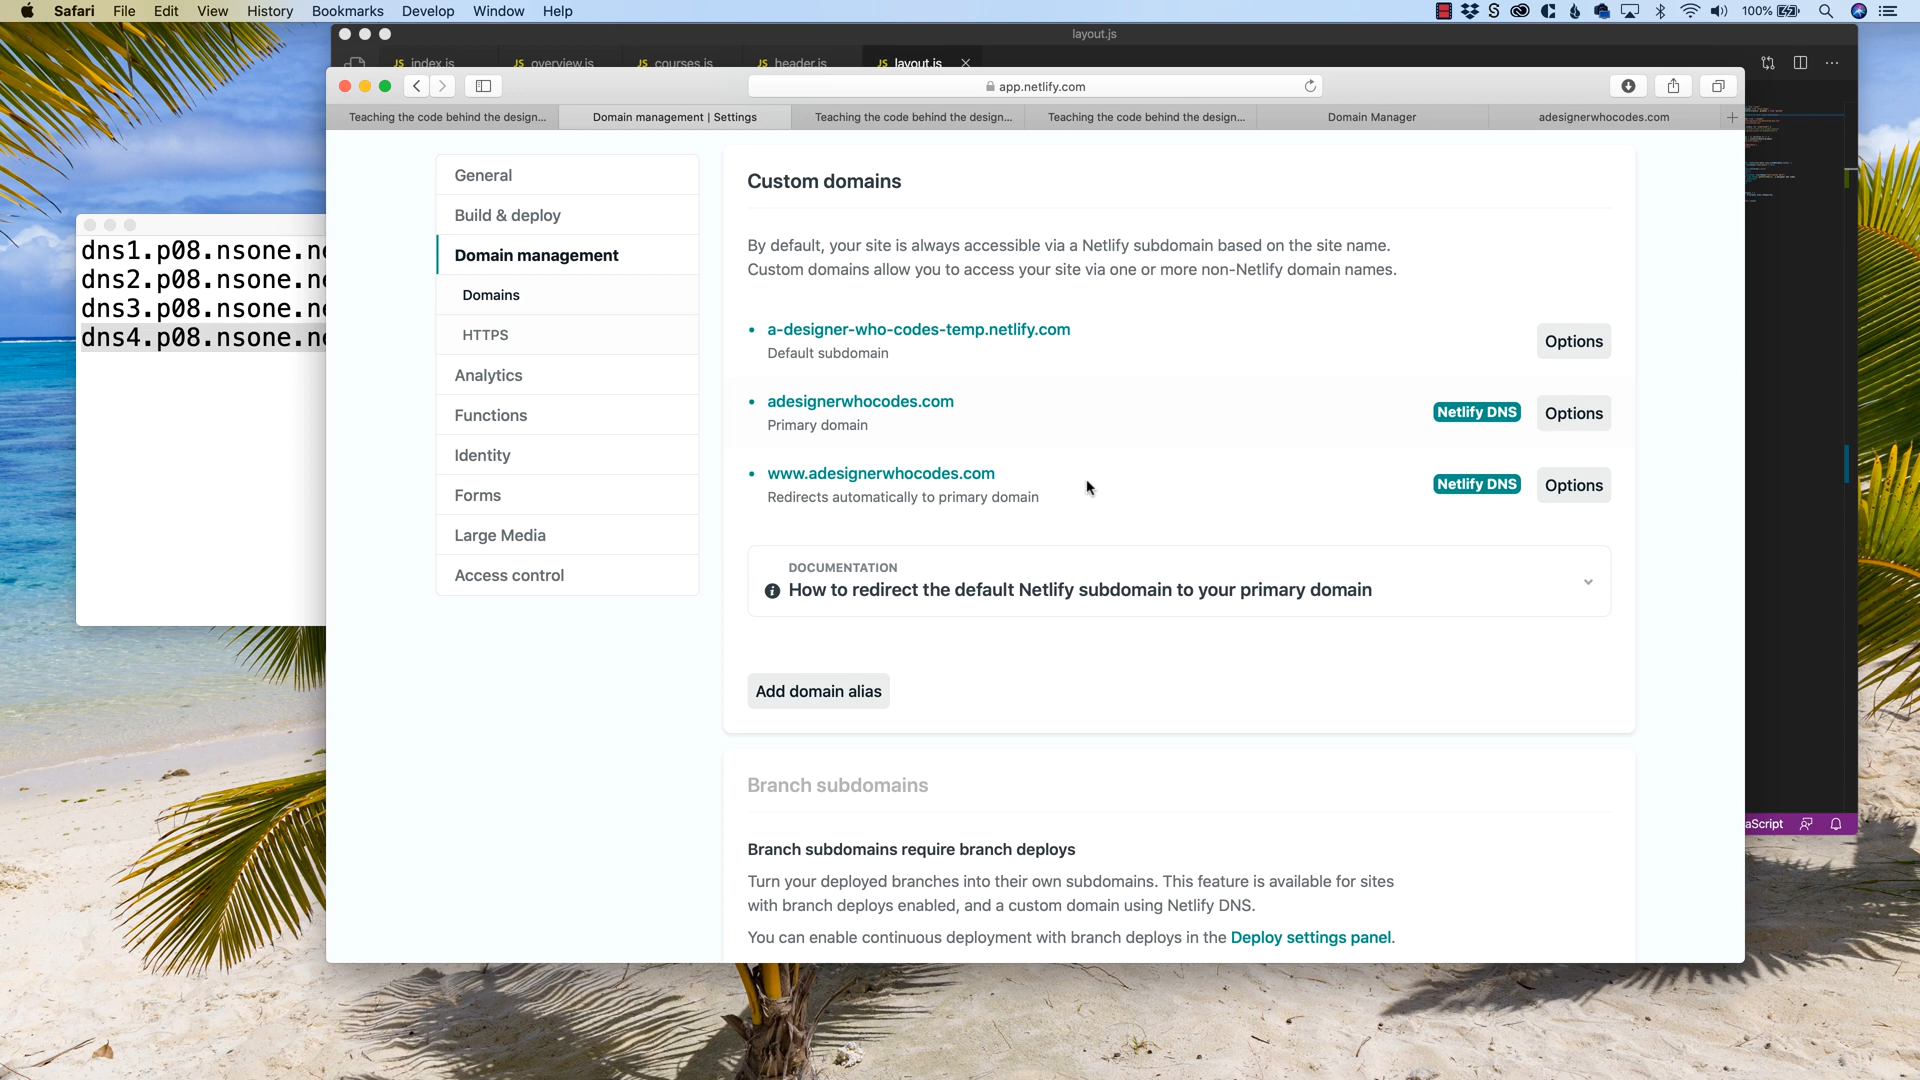 Safari File Edit View History Bookmarks Develop Window Help
100%
layout.js
JS index.js JS overview.js JS courses.js JS header.js JS layout.js
app.netlify.com
Teaching the code behind the design... Domain management | Settings Teaching the code behind the design... Teaching the code behind the design... Domain Manager adesignerwhocodes.com
dns1.p08.nsone.ne
dns2.p08.nsone.ne
dns3.p08.nsone.ne
dns4.p08.nsone.ne
General
Build & deploy
Domain management
Domains
HTTPS
Analytics
Functions
Identity
Forms
Large Media
Access control
Custom domains
By default, your site is always accessible via a Netlify subdomain based on the site name.
Custom domains allow you to access your site via one or more non-Netlify domain names.
a-designer-who-codes-temp.netlify.com
Default subdomain
Options
adesignerwhocodes.com
Primary domain
Netlify DNS Options
www.adesignerwhocodes.com
Redirects automatically to primary domain
Netlify DNS Options
DOCUMENTATION
How to redirect the default Netlify subdomain to your primary domain
Add domain alias
Branch subdomains
Branch subdomains require branch deploys
Turn your deployed branches into their own subdomains. This feature is available for sites
with branch deploys enabled, and a custom domain using Netlify DNS.
You can enable continuous deployment with branch deploys in the Deploy settings panel.
aScript